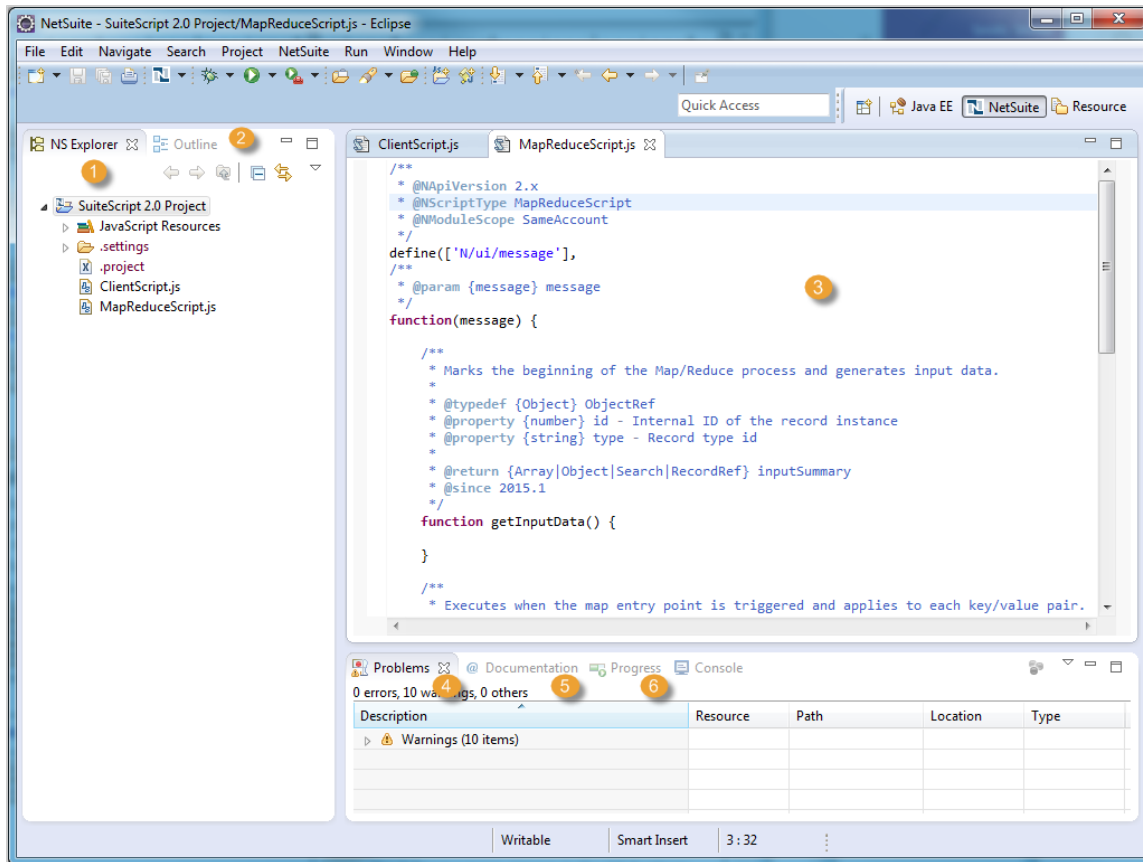 NetSuite - SuiteScript 2.0 Project/MapReduceScript.js - Eclipse
File Edit Navigate Search Project NetSuite Run Window Help
Quick Access
Java EE NetSuite Resource
NS Explorer Outline 2
1
SuiteScript 2.0 Project
JavaScript Resources
.settings
.project
ClientScript.js
MapReduceScript.js
ClientScript.js MapReduceScript.js
/**
* @NApiVersion 2.x
* @NScriptType MapReduceScript
* @NModuleScope SameAccount
*/
define(['N/ui/message'],
/**
* @param {message} message
*/
3
function(message) {
/**
* Marks the beginning of the Map/Reduce process and generates input data.
*
* @typedef {Object} ObjectRef
* @property {number} id - Internal ID of the record instance
* @property {string} type - Record type id
*
* @return {Array|Object|Search|RecordRef} inputSummary
* @since 2015.1
*/
function getInputData() {
}
/**
* Executes when the map entry point is triggered and applies to each key/value pair.
Problems @ Documentation Progress Console
4 5 6
0 errors, 10 warnings, 0 others
Description Resource Path Location Type
Warnings (10 items)
Writable Smart Insert 3 : 32